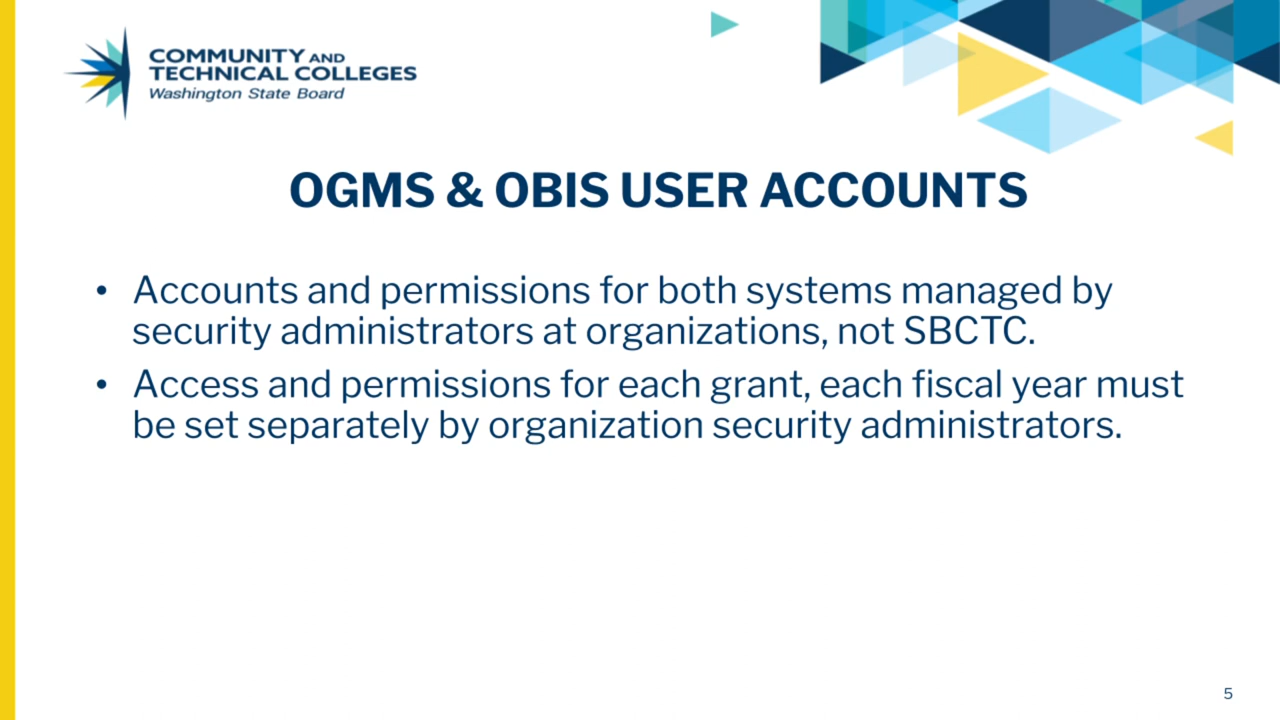 COMMUNITY AND
TECHNICAL COLLEGES
Washington State Board
OGMS & OBIS USER ACCOUNTS
• Accounts and permissions for both systems managed by
security administrators at organizations, not SBCTC.
• Access and permissions for each grant, each fiscal year must
be set separately by organization security administrators.
5